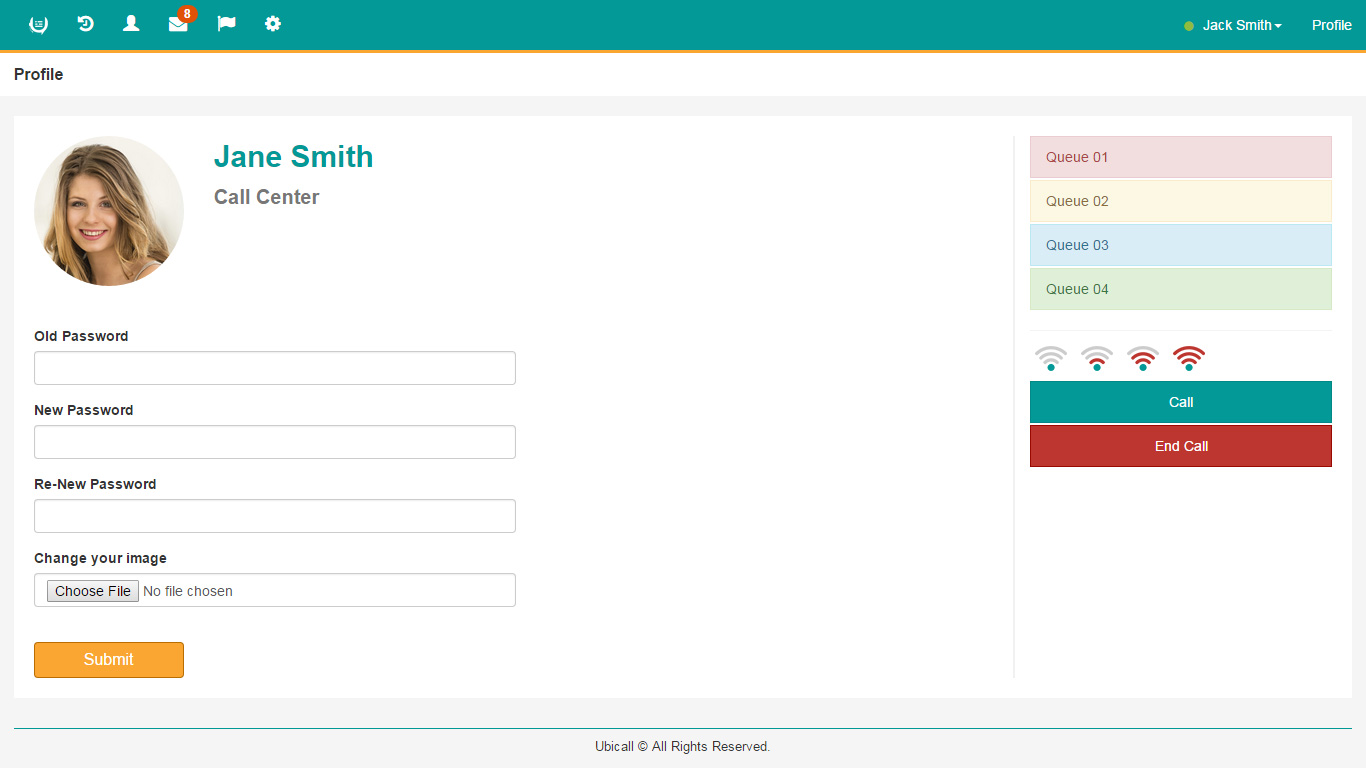 8
Jack Smith
Profile
Profile
Jane Smith
Call Center
Old Password
New Password
Re-New Password
Change your image
Choose File No file chosen
Submit
Queue 01
Queue 02
Queue 03
Queue 04
Call
End Call
Ubicall © All Rights Reserved.